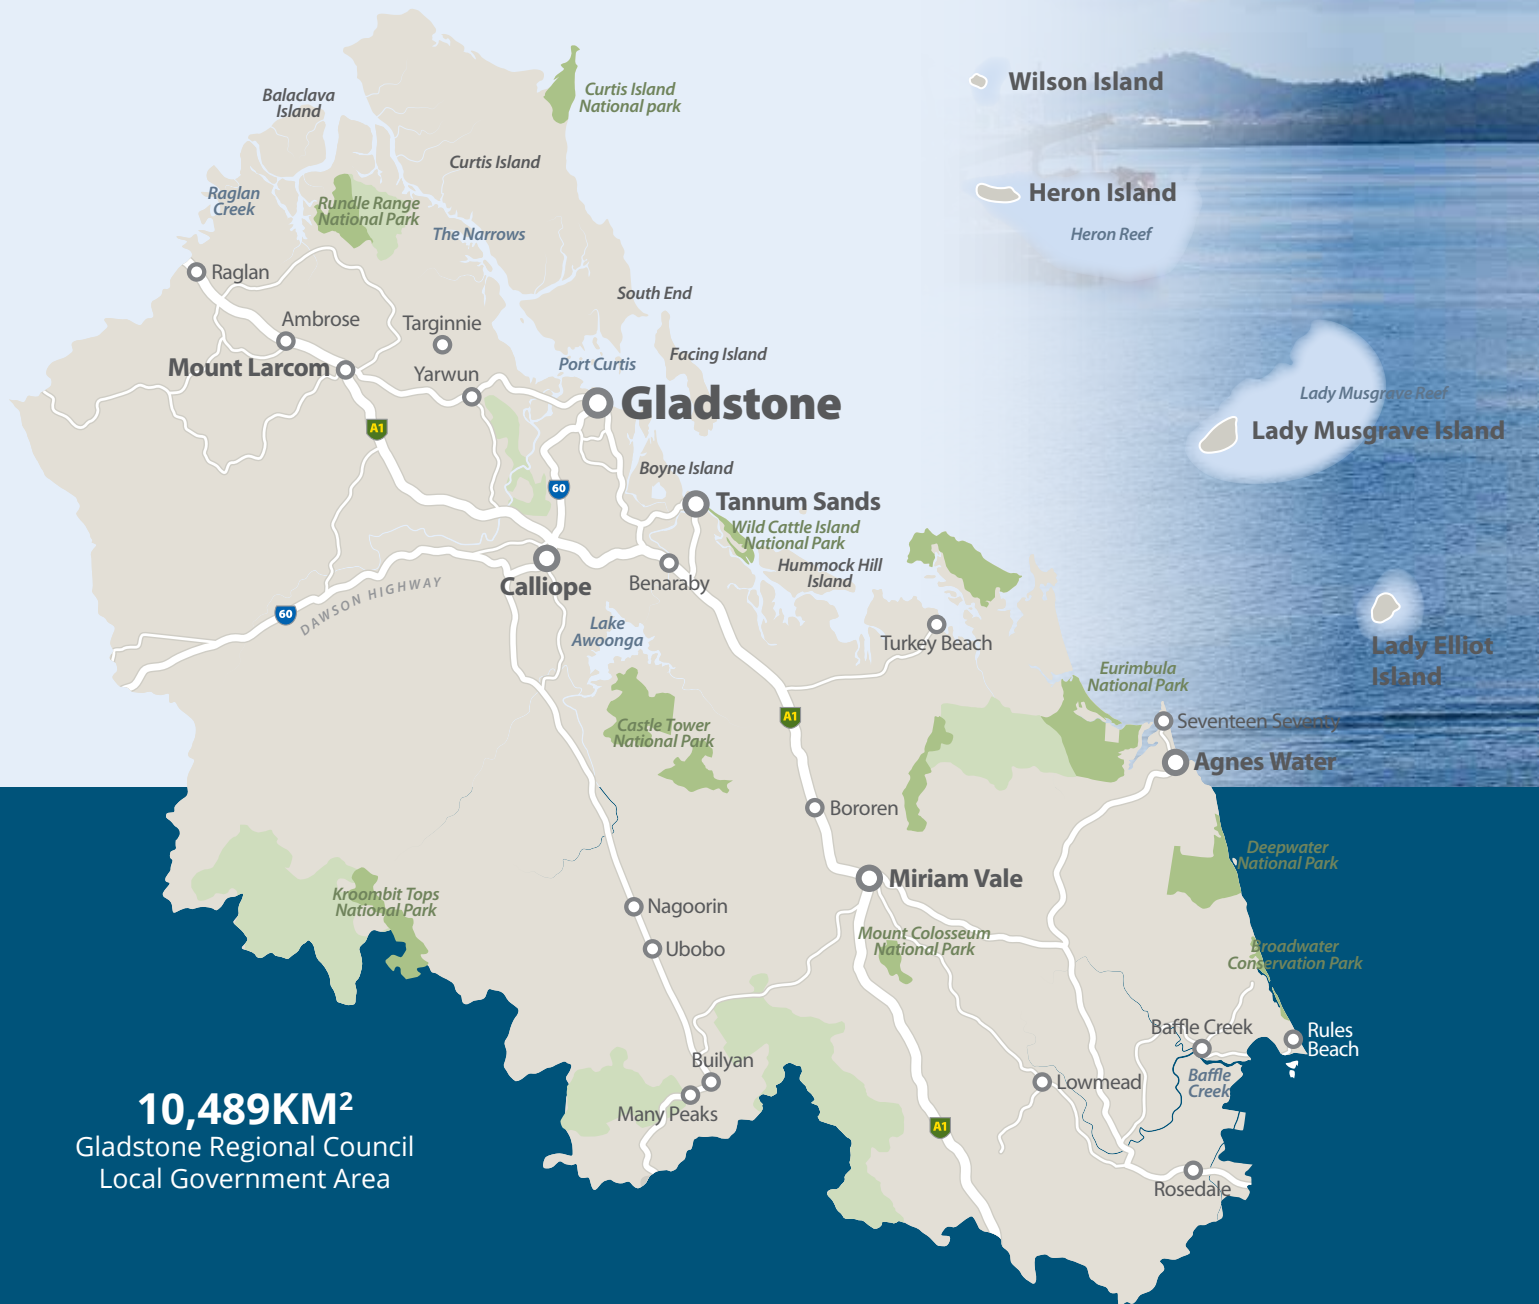 Wilson Island
Curtis Island
National park
Balaclava
Island
Curtis Island
Heron Island
Raglan
Creek
Rundle Range
National Park
The Narrows
Heron Reef
Raglan
South End
Ambrose
Targinnie
Facing Island
Port Curtis
Mount Larcom
Yarwun
Lady Musgrave Reef
Gladstone
A1
Lady Musgrave Island
Boyne Island
60
Tannum Sands
Wild Cattle Island
National Park
Hummock Hill
Island
Calliope
Benaraby
DAWSON HIGHWAY
60
Lake
Awoonga
Turkey Beach
Lady Elliot
Island
Eurimbula
National Park
A1
Castle Tower
National Park
Seventeen Seventy
Agnes Water
Bororen
Deepwater
National Park
Miriam Vale
Kroombit Tops
National Park
Nagoorin
Mount Colosseum
National Park
Ubobo
Broadwater
Conservation Park
Baffle Creek
Rules
Beach
Builyan
Lowmead
Baffle
Creek
Many Peaks
A1
10,489KM²
Gladstone Regional Council
Local Government Area
Rosedale